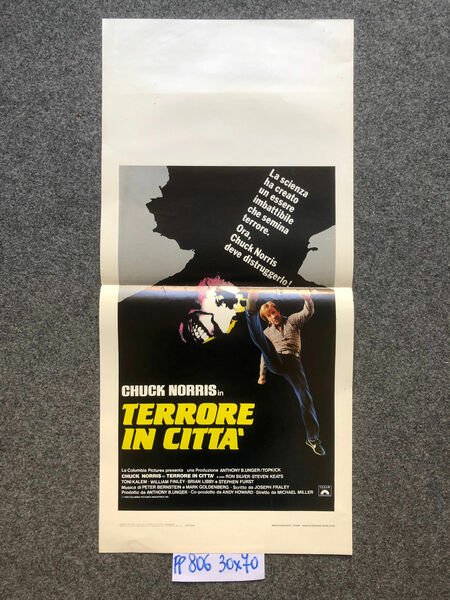 La scienza
ha creato
un essere
imbattibile
che semina
terrore.
Ora,
Chuck Norris
deve distruggerlo!
CHUCK NORRIS in
TERRORE
IN CITTA'
La Columbia Pictures presenta una Produzione ANTHONY B.UNGER/TOPKICK
CHUCK NORRIS in TERRORE IN CITTA' e con RON SILVER·STEVEN KEATS
TONI KALEM·WILLIAM FINLEY·BRIAN LIBBY e STEPHEN FURST
Musica di PETER BERNSTEIN e MARK GOLDENBERG · Scritto da JOSEPH FRALEY
Prodotto da ANTHONY B.UNGER · Co-prodotto da ANDY HOWARD · Diretto da MICHAEL MILLER
PP 806 30x70